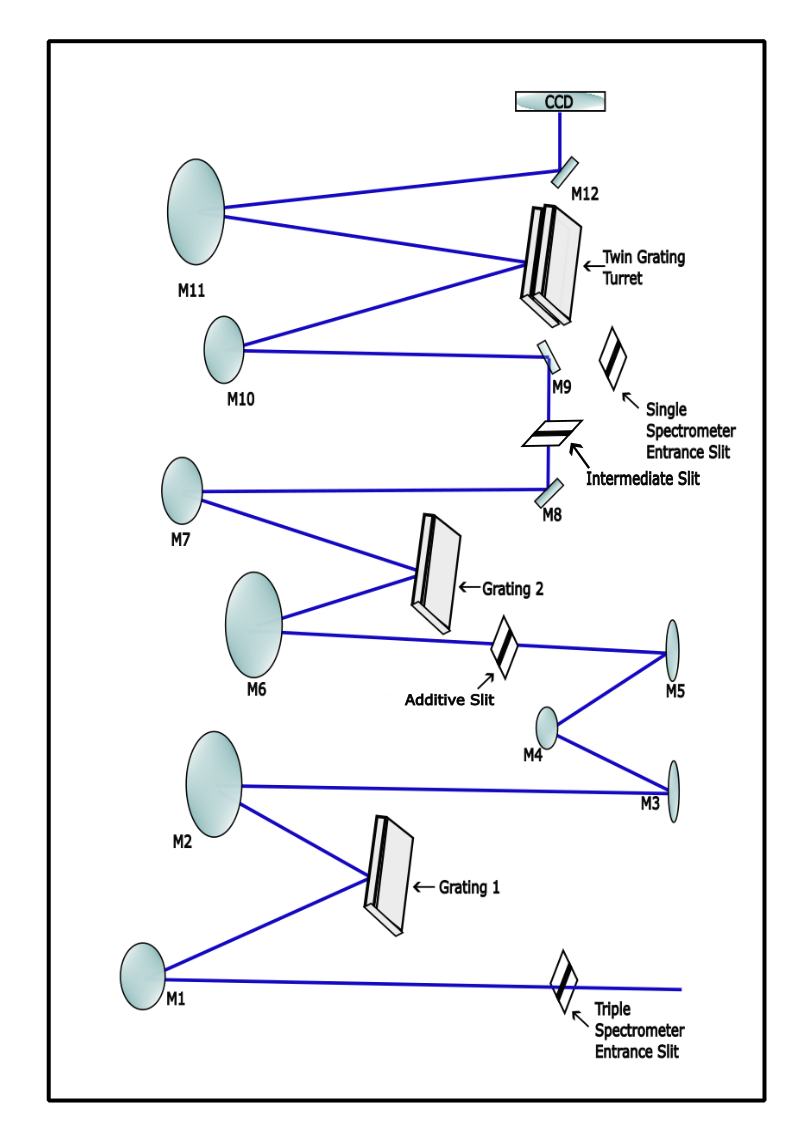 CCD
M12
Twin Grating
Turret
M11
M9
M10
Single
Spectrometer
Entrance Slit
Intermediate Slit
M8
M7
Grating 2
M6
M5
Additive Slit
M4
M3
M2
Grating 1
M1
Triple
Spectrometer
Entrance Slit